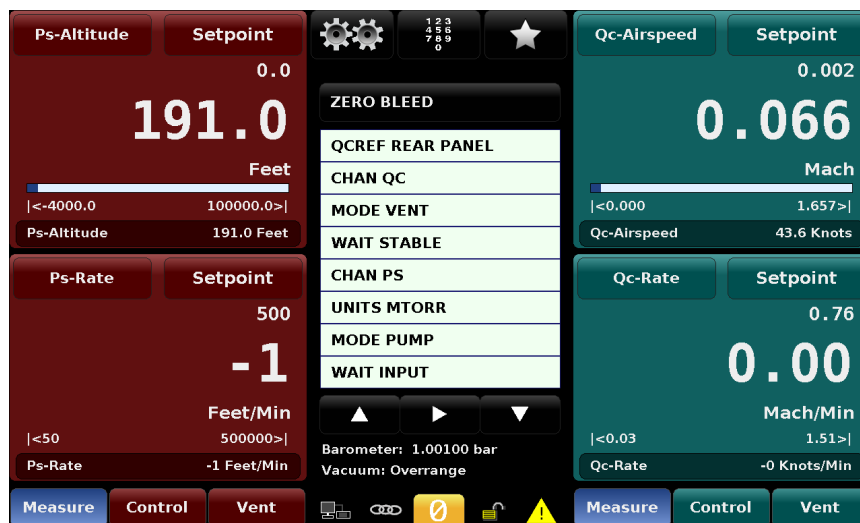 Ps-Altitude
Setpoint
0.0
191.0
Feet
|<-4000.0
100000.0>|
Ps-Altitude
191.0 Feet
Ps-Rate
Setpoint
500
-1
Feet/Min
|<50
500000>|
Ps-Rate
-1 Feet/Min
Measure
Control
Vent
1 2 3
4 5 6
7 8 9
0
ZERO BLEED
QCREF REAR PANEL
CHAN QC
MODE VENT
WAIT STABLE
CHAN PS
UNITS MTORR
MODE PUMP
WAIT INPUT
Barometer: 1.00100 bar
Vacuum: Overrange
0
!
Qc-Airspeed
Setpoint
0.002
0.066
Mach
|<0.000
1.657>|
Qc-Airspeed
43.6 Knots
Qc-Rate
Setpoint
0.76
0.00
Mach/Min
|<0.03
1.51>|
Qc-Rate
-0 Knots/Min
Measure
Control
Vent